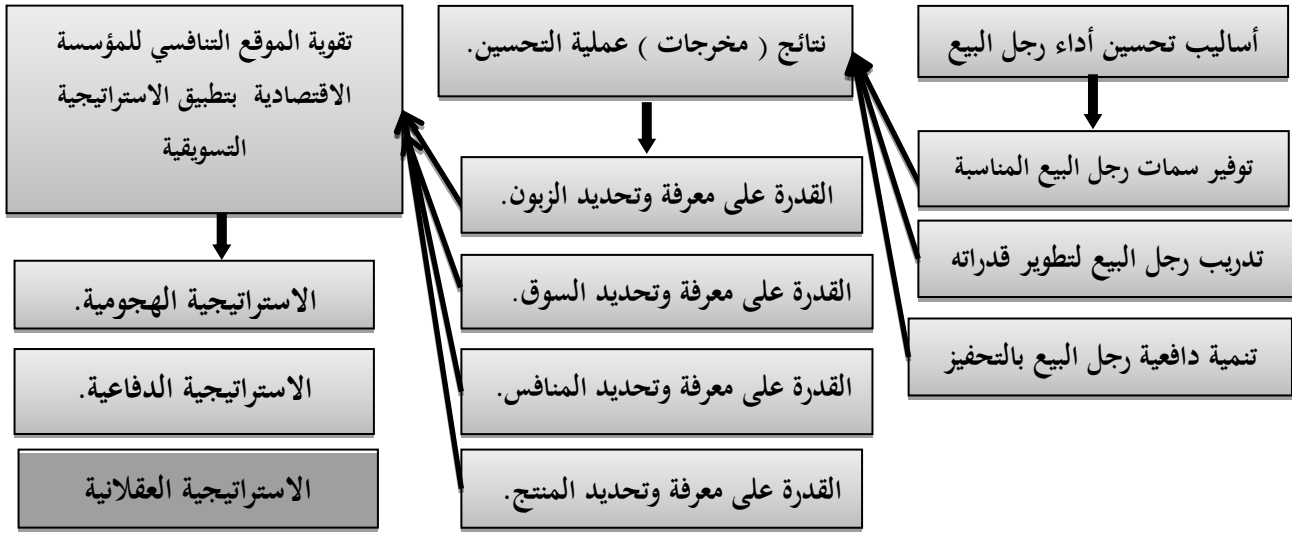 أساليب تحسين أداء رجل البيع
توفير سمات رجل البيع المناسبة
تدريب رجل البيع لتطوير قدراته
تنمية دافعية رجل البيع بالتحفيز
نتائج ( مخرجات ) عملية التحسين.
القدرة على معرفة وتحديد الزبون.
القدرة على معرفة وتحديد السوق.
القدرة على معرفة وتحديد المنافس.
القدرة على معرفة وتحديد المنتج.
تقوية الموقع التنافسي للمؤسسة
الاقتصادية بتطبيق الاستراتيجية
التسويقية
الاستراتيجية الهجومية.
الاستراتيجية الدفاعية.
الاستراتيجية العقلانية